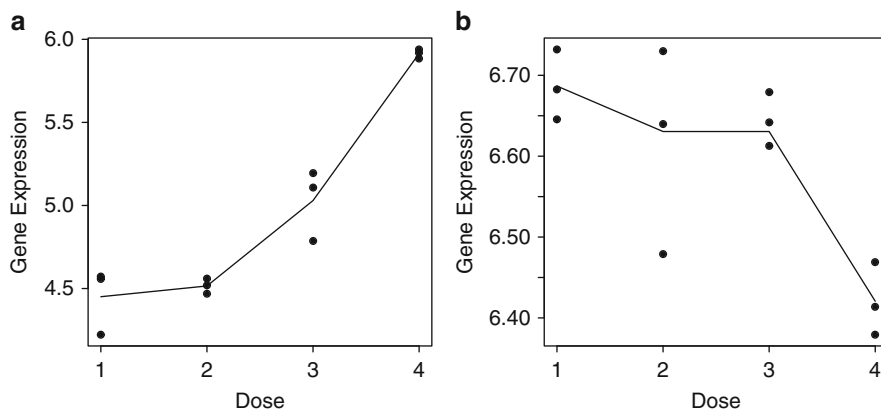 a
6.0
5.5
5.0
4.5
1 2 3 4
Gene Expression
Dose
b
6.70
6.60
6.50
6.40
1 2 3 4
Gene Expression
Dose